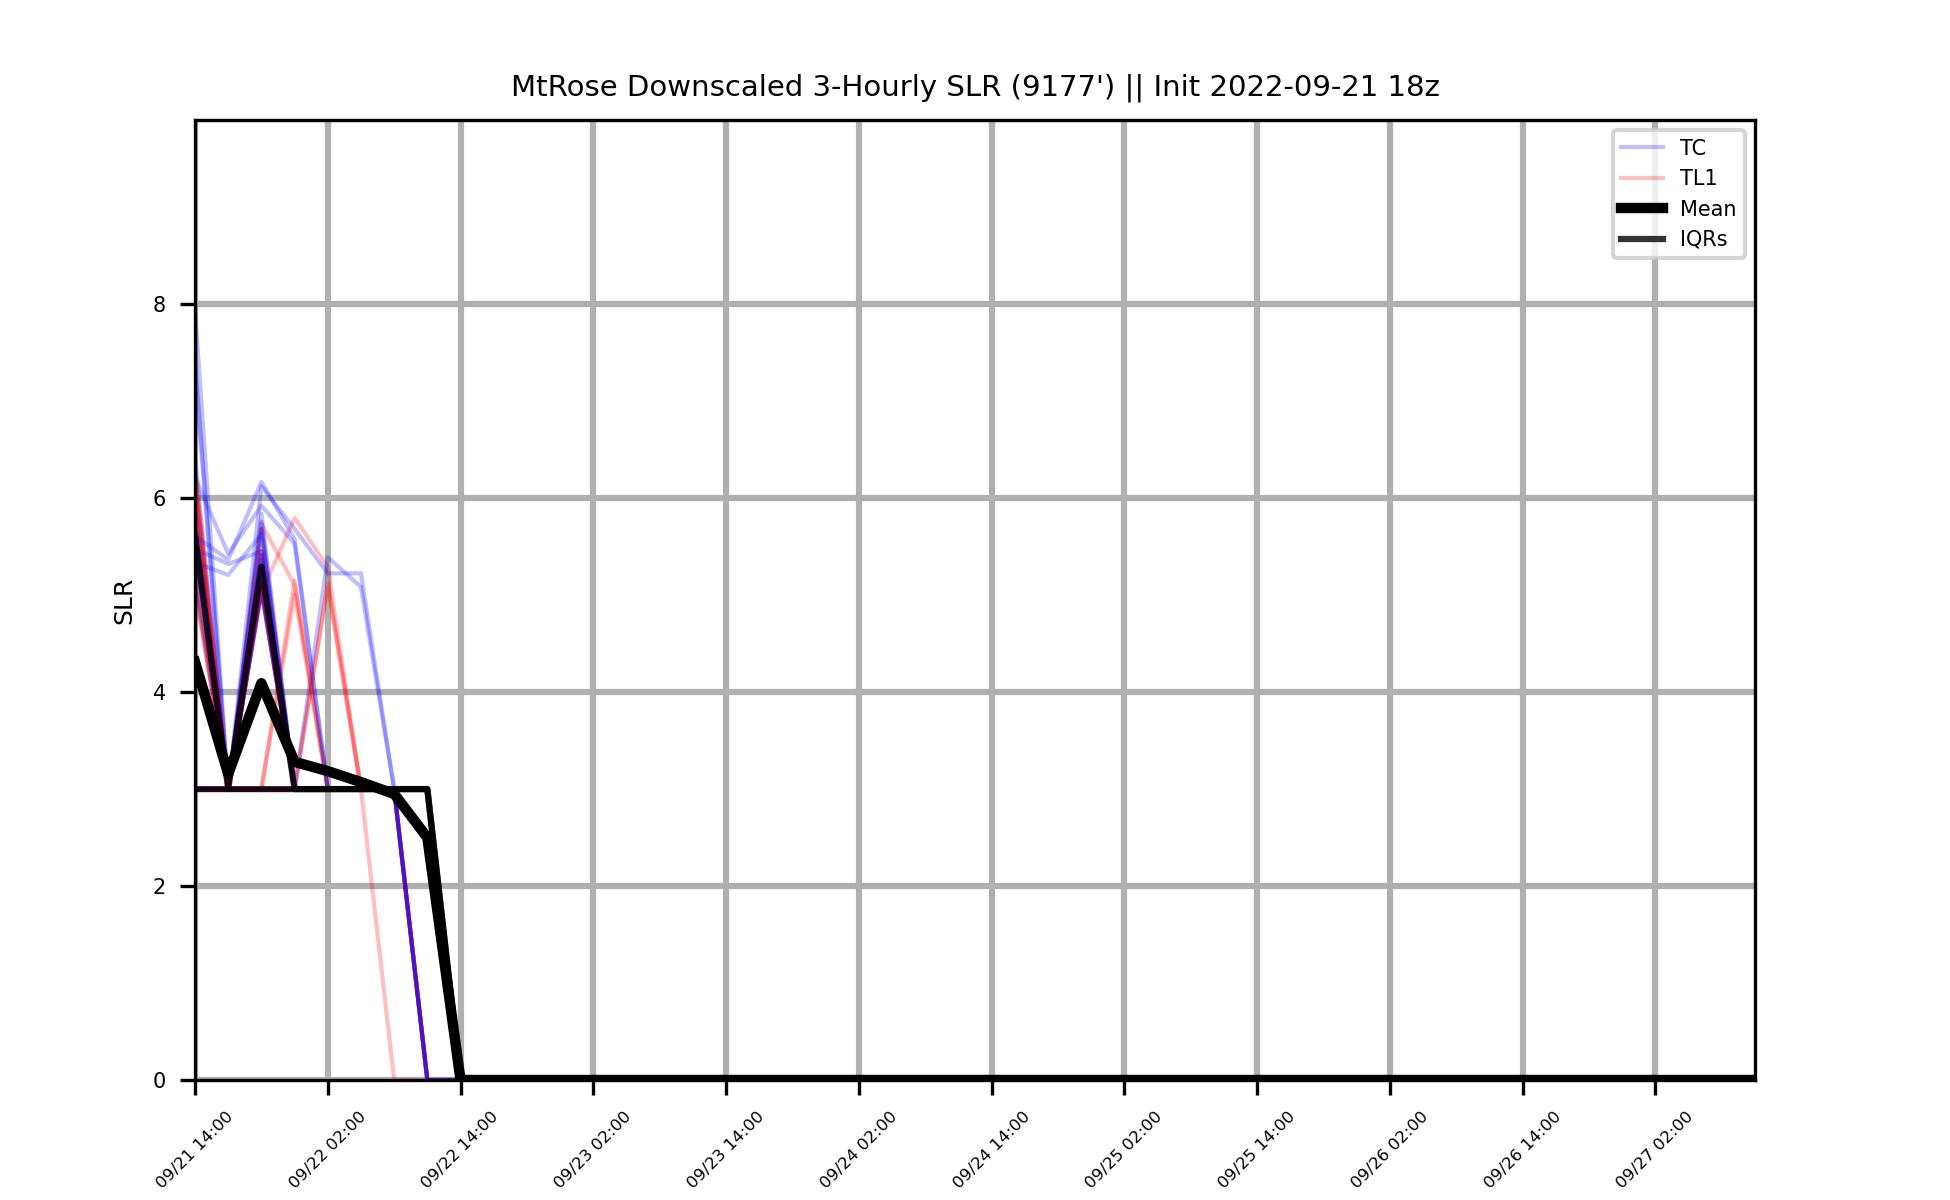 MtRose Downscaled 3-Hourly SLR (9177') || Init 2022-09-21 18z
TC
TL1
Mean
IQRs
SLR
8
6
4
2
0
09/21 14:00
09/22 02:00
09/22 14:00
09/23 02:00
09/23 14:00
09/24 02:00
09/24 14:00
09/25 02:00
09/25 14:00
09/26 02:00
09/26 14:00
09/27 02:00